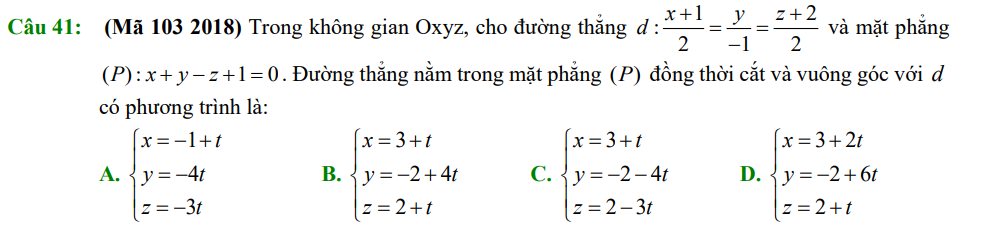 Câu 41: (Mã 103 2018) Trong không gian Oxyz, cho đường thẳng d : (x+1)/2 = y/(-1) = (z+2)/2 và mặt phẳng
(P): x + y − z + 1 = 0. Đường thẳng nằm trong mặt phẳng (P) đồng thời cắt và vuông góc với d
có phương trình là:
A. { x = −1 + t B. { x = 3 + t C. { x = 3 + t D. { x = 3 + 2t
y = −4t y = −2 + 4t y = −2 − 4t y = −2 + 6t
z = −3t z = 2 + t z = 2 − 3t z = 2 + t